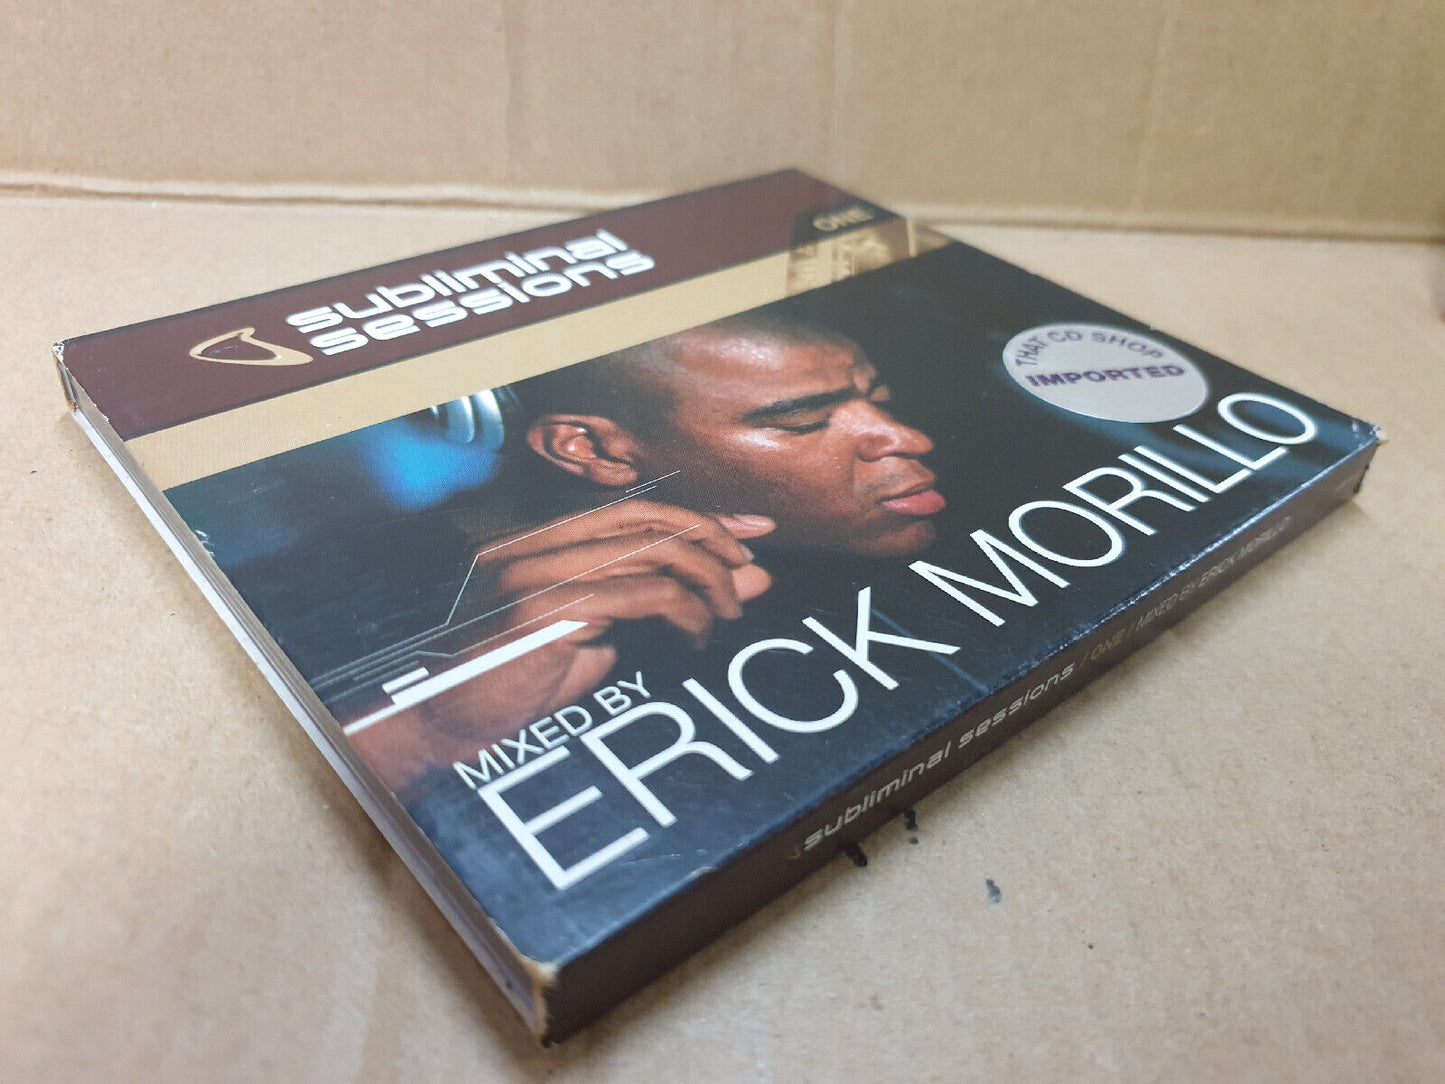 subliminal
sessions
ONE
THAT CD SHOP
IMPORTED
MIXED BY
ERICK MORILLO
subliminal sessions / ONE / MIXED BY ERICK MORILLO